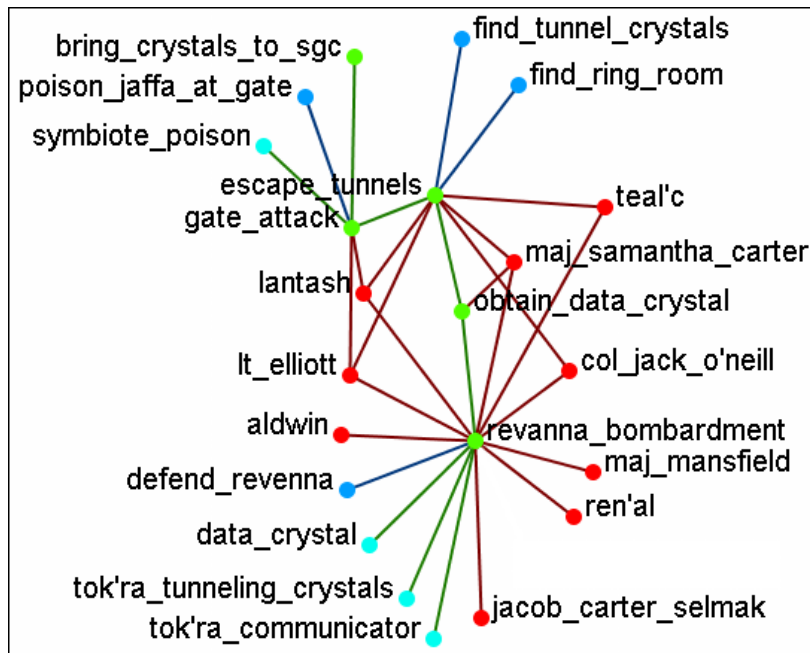 find_tunnel_crystals
bring_crystals_to_sgc
find_ring_room
poison_jaffa_at_gate
symbiote_poison
escape_tunnels
teal'c
gate_attack
maj_samantha_carter
lantash
obtain_data_crystal
lt_elliott
col_jack_o'neill
aldwin
revanna_bombardment
maj_mansfield
defend_revenna
ren'al
data_crystal
tok'ra_tunneling_crystals
jacob_carter_selmak
tok'ra_communicator